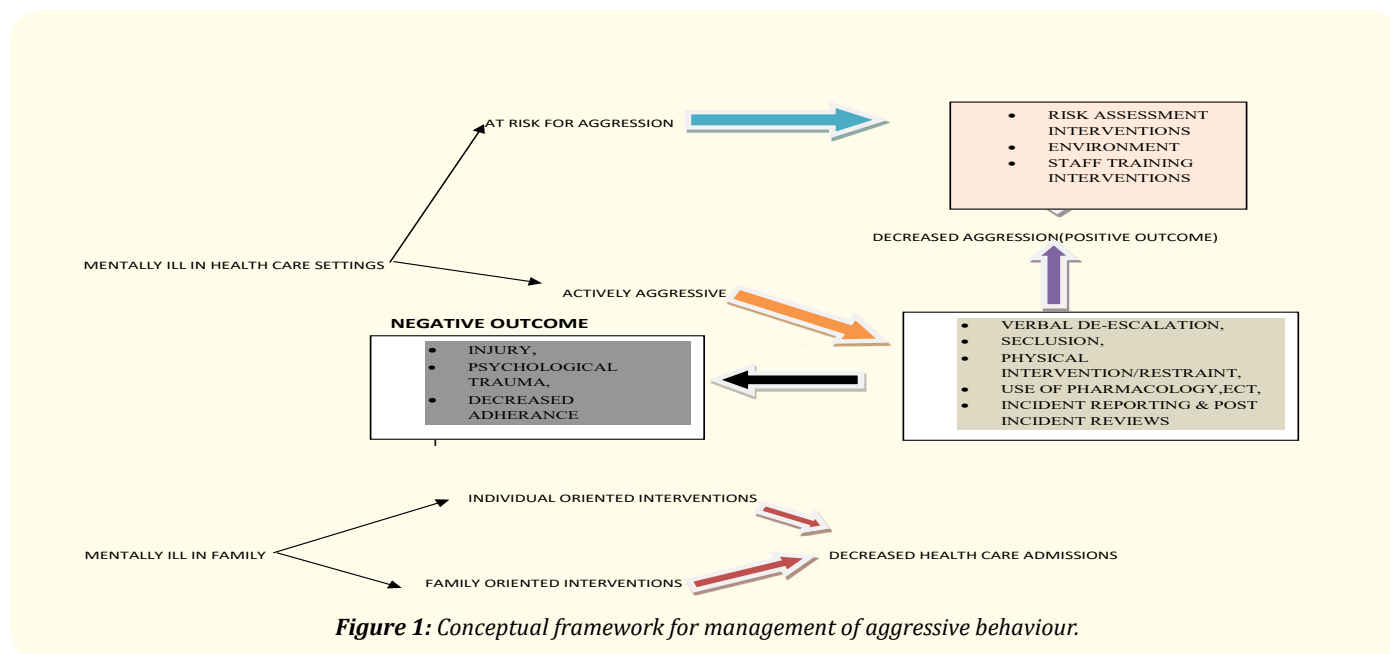 AT RISK FOR AGGRESSION
• RISK ASSESSMENT
INTERVENTIONS
• ENVIRONMENT
• STAFF TRAINING
INTERVENTIONS
DECREASED AGGRESSION(POSITIVE OUTCOME)
MENTALLY ILL IN HEALTH CARE SETTINGS
ACTIVELY AGGRESSIVE
NEGATIVE OUTCOME
• INJURY,
• PSYCHOLOGICAL
TRAUMA,
• DECREASED
ADHERANCE
• VERBAL DE-ESCALATION,
• SECLUSION,
• PHYSICAL
INTERVENTION/RESTRAINT,
• USE OF PHARMACOLOGY,ECT,
• INCIDENT REPORTING & POST
INCIDENT REVIEWS
INDIVIDUAL ORIENTED INTERVENTIONS
MENTALLY ILL IN FAMILY
DECREASED HEALTH CARE ADMISSIONS
FAMILY ORIENTED INTERVENTIONS
Figure 1: Conceptual framework for management of aggressive behaviour.